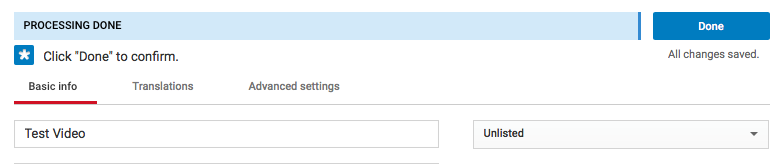 PROCESSING DONE
Done
Click "Done" to confirm.
All changes saved.
Basic info
Translations
Advanced settings
Test Video
Unlisted